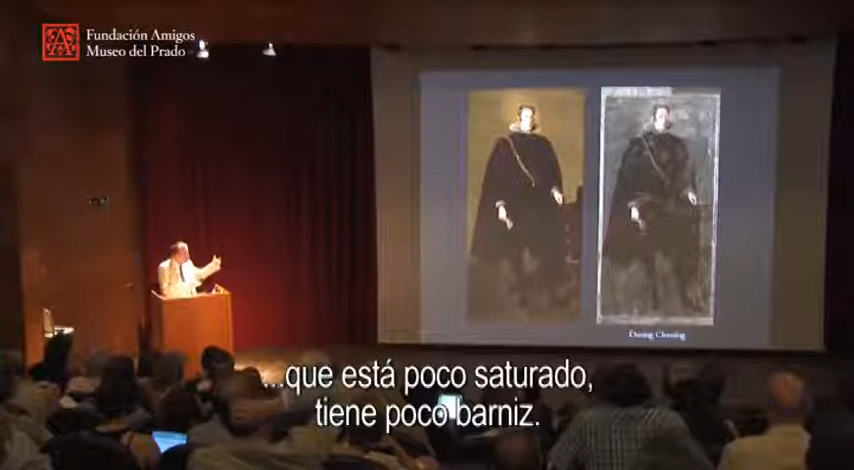 Fundación Amigos
Museo del Prado
During Cleaning
...que está poco saturado,
tiene poco barniz.